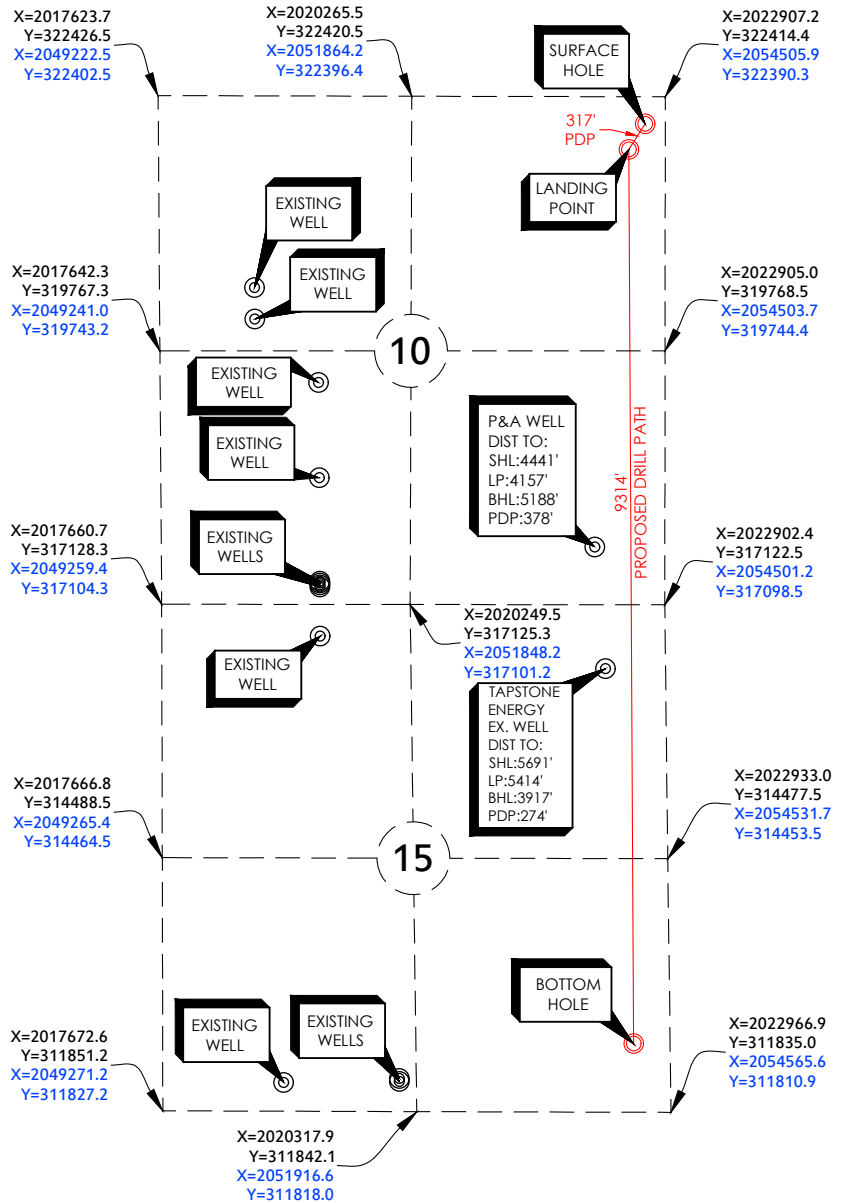 X=2017623.7
Y=322426.5
X=2049222.5
Y=322402.5
X=2020265.5
Y=322420.5
X=2051864.2
Y=322396.4
X=2022907.2
Y=322414.4
X=2054505.9
Y=322390.3
SURFACE
HOLE
317'
PDP
LANDING
POINT
EXISTING
WELL
EXISTING
WELL
X=2017642.3
Y=319767.3
X=2049241.0
Y=319743.2
X=2022905.0
Y=319768.5
X=2054503.7
Y=319744.4
10
EXISTING
WELL
EXISTING
WELL
P&A WELL
DIST TO:
SHL:4441'
LP:4157'
BHL:5188'
PDP:378'
9314'
PROPOSED DRILL PATH
EXISTING
WELLS
X=2017660.7
Y=317128.3
X=2049259.4
Y=317104.3
X=2022902.4
Y=317122.5
X=2054501.2
Y=317098.5
X=2020249.5
Y=317125.3
X=2051848.2
Y=317101.2
EXISTING
WELL
TAPSTONE
ENERGY
EX. WELL
DIST TO:
SHL:5691'
LP:5414'
BHL:3917'
PDP:274'
X=2017666.8
Y=314488.5
X=2049265.4
Y=314464.5
X=2022933.0
Y=314477.5
X=2054531.7
Y=314453.5
15
BOTTOM
HOLE
EXISTING
WELL
EXISTING
WELLS
X=2017672.6
Y=311851.2
X=2049271.2
Y=311827.2
X=2022966.9
Y=311835.0
X=2054565.6
Y=311810.9
X=2020317.9
Y=311842.1
X=2051916.6
Y=311818.0